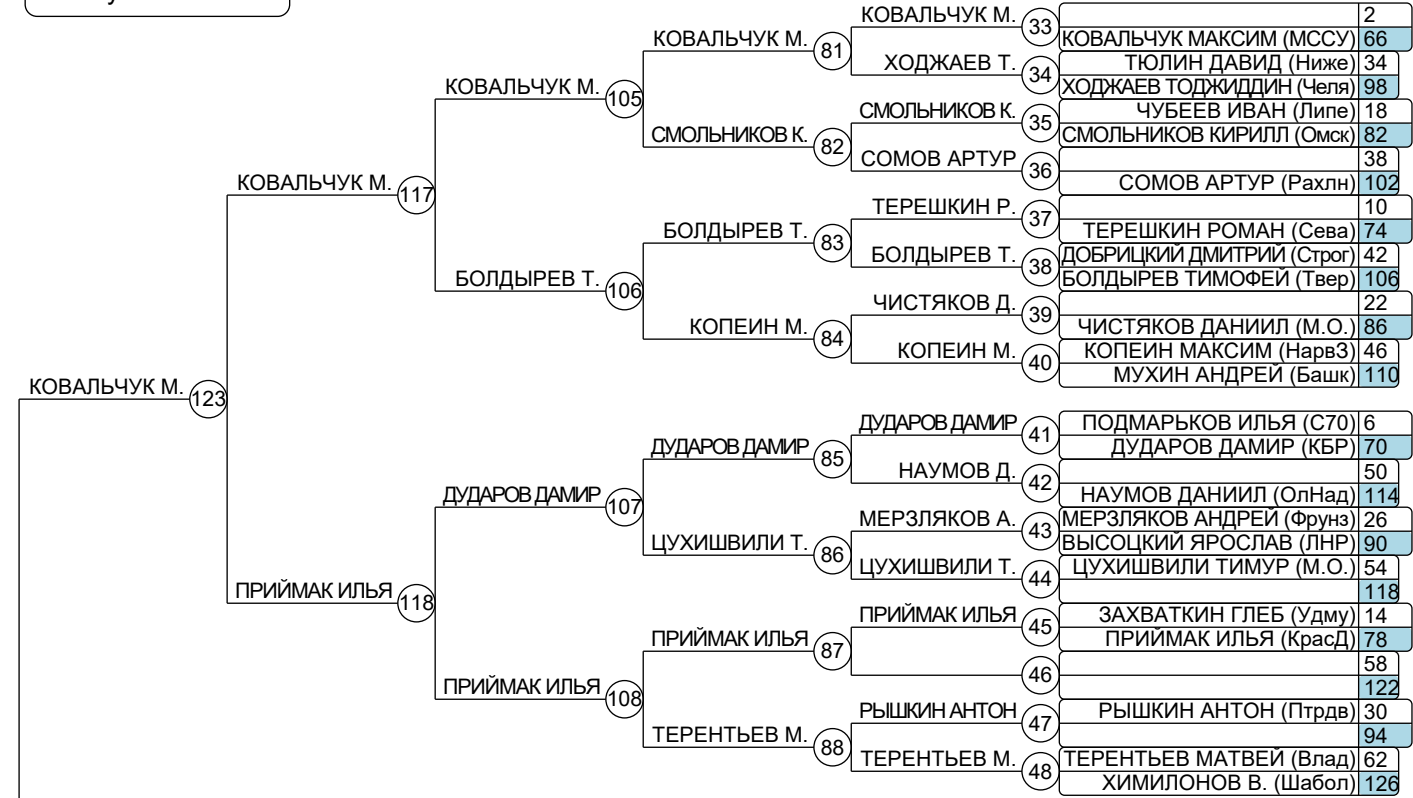 КОВАЛЬЧУК М. 33 2
КОВАЛЬЧУК М. 81 КОВАЛЬЧУК МАКСИМ (МССУ) 66
ХОДЖАЕВ Т. 34 ТЮЛИН ДАВИД (Ниже) 34
КОВАЛЬЧУК М. 105 ХОДЖАЕВ ТОДЖИДДИН (Челя) 98
СМОЛЬНИКОВ К. 35 ЧУБЕЕВ ИВАН (Липе) 18
СМОЛЬНИКОВ К. 82 СМОЛЬНИКОВ КИРИЛЛ (Омск) 82
СОМОВ АРТУР 36 38
КОВАЛЬЧУК М. 117 СОМОВ АРТУР (Рахлн) 102
ТЕРЕШКИН Р. 37 10
БОЛДЫРЕВ Т. 83 ТЕРЕШКИН РОМАН (Сева) 74
БОЛДЫРЕВ Т. 38 ДОБРИЦКИЙ ДМИТРИЙ (Строг) 42
БОЛДЫРЕВ Т. 106 БОЛДЫРЕВ ТИМОФЕЙ (Твер) 106
ЧИСТЯКОВ Д. 39 22
КОПЕИН М. 84 ЧИСТЯКОВ ДАНИИЛ (М.О.) 86
КОПЕИН М. 40 КОПЕИН МАКСИМ (НарвЗ) 46
МУХИН АНДРЕЙ (Башк) 110
КОВАЛЬЧУК М. 123
ДУДАРОВ ДАМИР 41 ПОДМАРЬКОВ ИЛЬЯ (С70) 6
ДУДАРОВ ДАМИР 85 ДУДАРОВ ДАМИР (КБР) 70
НАУМОВ Д. 42 50
ДУДАРОВ ДАМИР 107 НАУМОВ ДАНИИЛ (ОлНад) 114
МЕРЗЛЯКОВ А. 43 МЕРЗЛЯКОВ АНДРЕЙ (Фрунз) 26
ЦУХИШВИЛИ Т. 86 ВЫСОЦКИЙ ЯРОСЛАВ (ЛНР) 90
ЦУХИШВИЛИ Т. 44 ЦУХИШВИЛИ ТИМУР (М.О.) 54
ПРИЙМАК ИЛЬЯ 118 118
ПРИЙМАК ИЛЬЯ 45 ЗАХВАТКИН ГЛЕБ (Удму) 14
ПРИЙМАК ИЛЬЯ 87 ПРИЙМАК ИЛЬЯ (КрасД) 78
46 58
ПРИЙМАК ИЛЬЯ 108 122
РЫШКИН АНТОН 47 РЫШКИН АНТОН (Птрдв) 30
ТЕРЕНТЬЕВ М. 88 94
ТЕРЕНТЬЕВ М. 48 ТЕРЕНТЬЕВ МАТВЕЙ (Влад) 62
ХИМИЛОНОВ В. (Шабол) 126